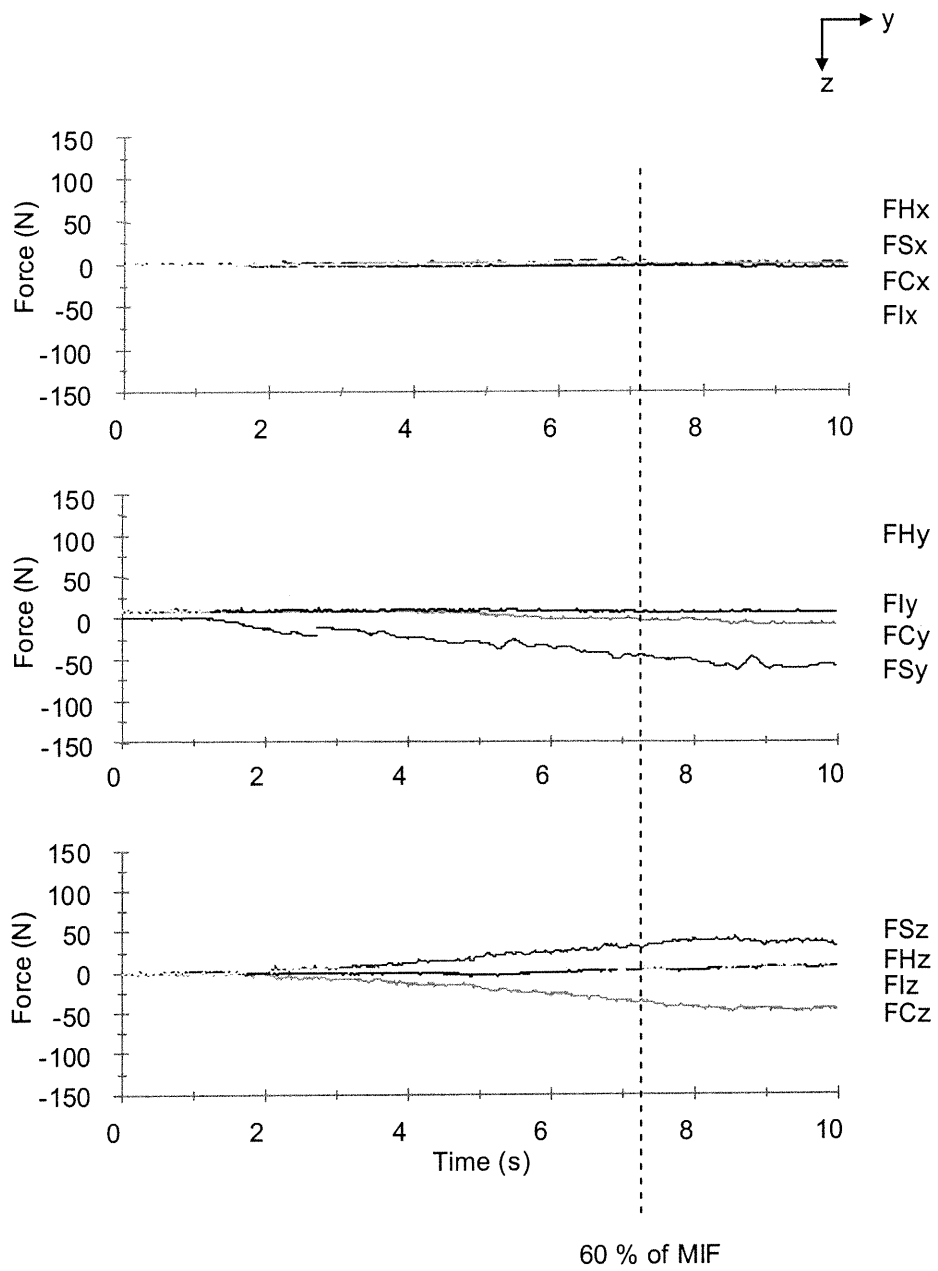 y
z
150
100
50
0
-50
-100
-150
Force (N)
0 2 4 6 8 10
FHx
FSx
FCx
FIx
150
100
50
0
-50
-100
-150
Force (N)
0 2 4 6 8 10
FHy
FIy
FCy
FSy
150
100
50
0
-50
-100
-150
Force (N)
0 2 4 6 8 10
Time (s)
FSz
FHz
FIz
FCz
60 % of MIF